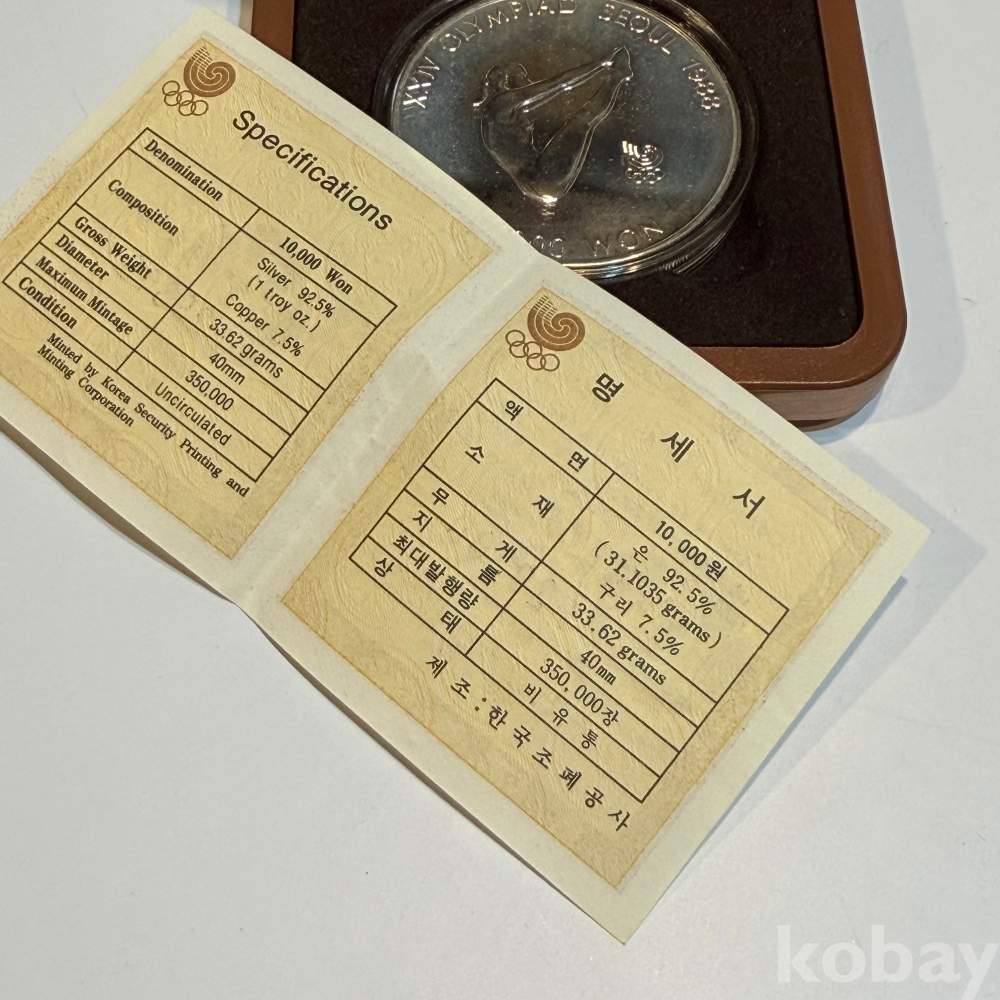 XXIV OLYMPIAD SEOUL 1988
WON
Specifications
Denomination 10,000 Won
Composition Silver 92.5%
(1 troy oz.)
Copper 7.5%
Gross Weight 33.62 grams
Diameter 40mm
Maximum Mintage 350,000
Condition Uncirculated
Minted by Korea Security Printing and
Minting Corporation
명 세 서
액 면 10,000원
소 재 은 92.5%
(31.1035 grams)
구리 7.5%
무 게 33.62 grams
지 름 40mm
최대발행량 350,000장
상 태 비 유 통
제 조 : 한 국 조 폐 공 사
kobay